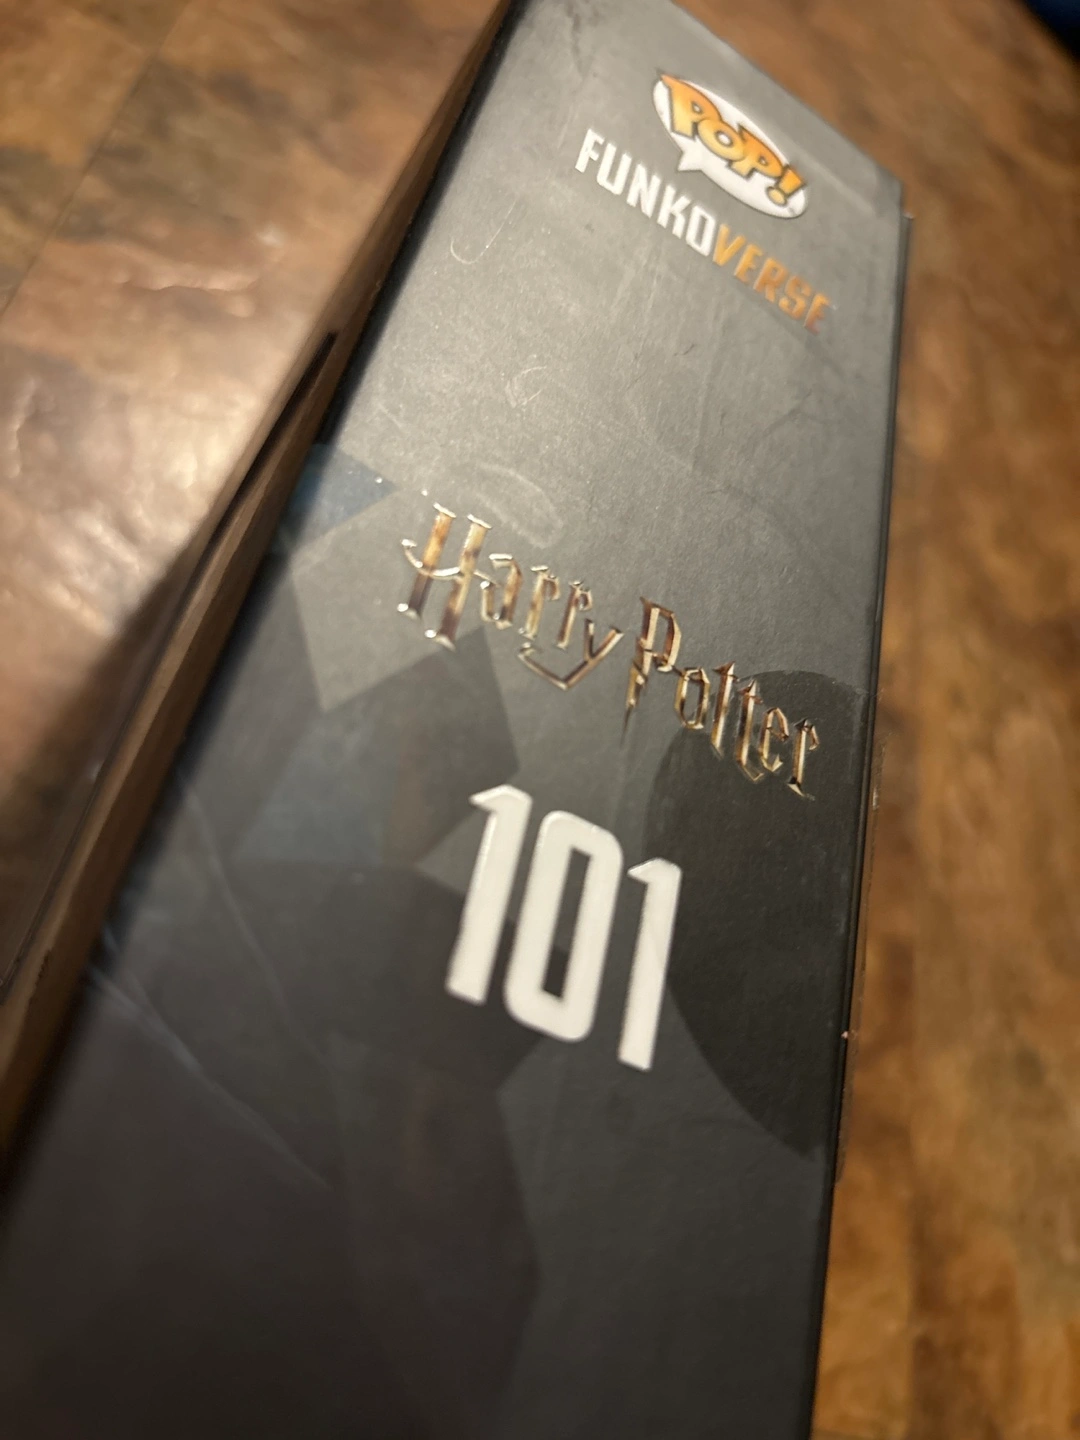 POP!
FUNKOVERSE
Harry Potter
101